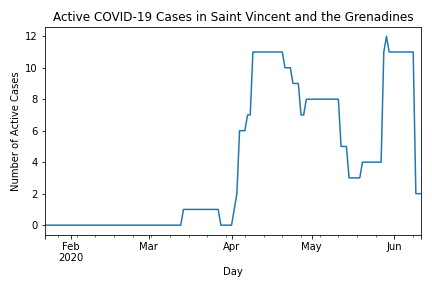 Active COVID-19 Cases in Saint Vincent and the Grenadines
Number of Active Cases
12
10
8
6
4
2
0
Feb Mar Apr May Jun
2020
Day